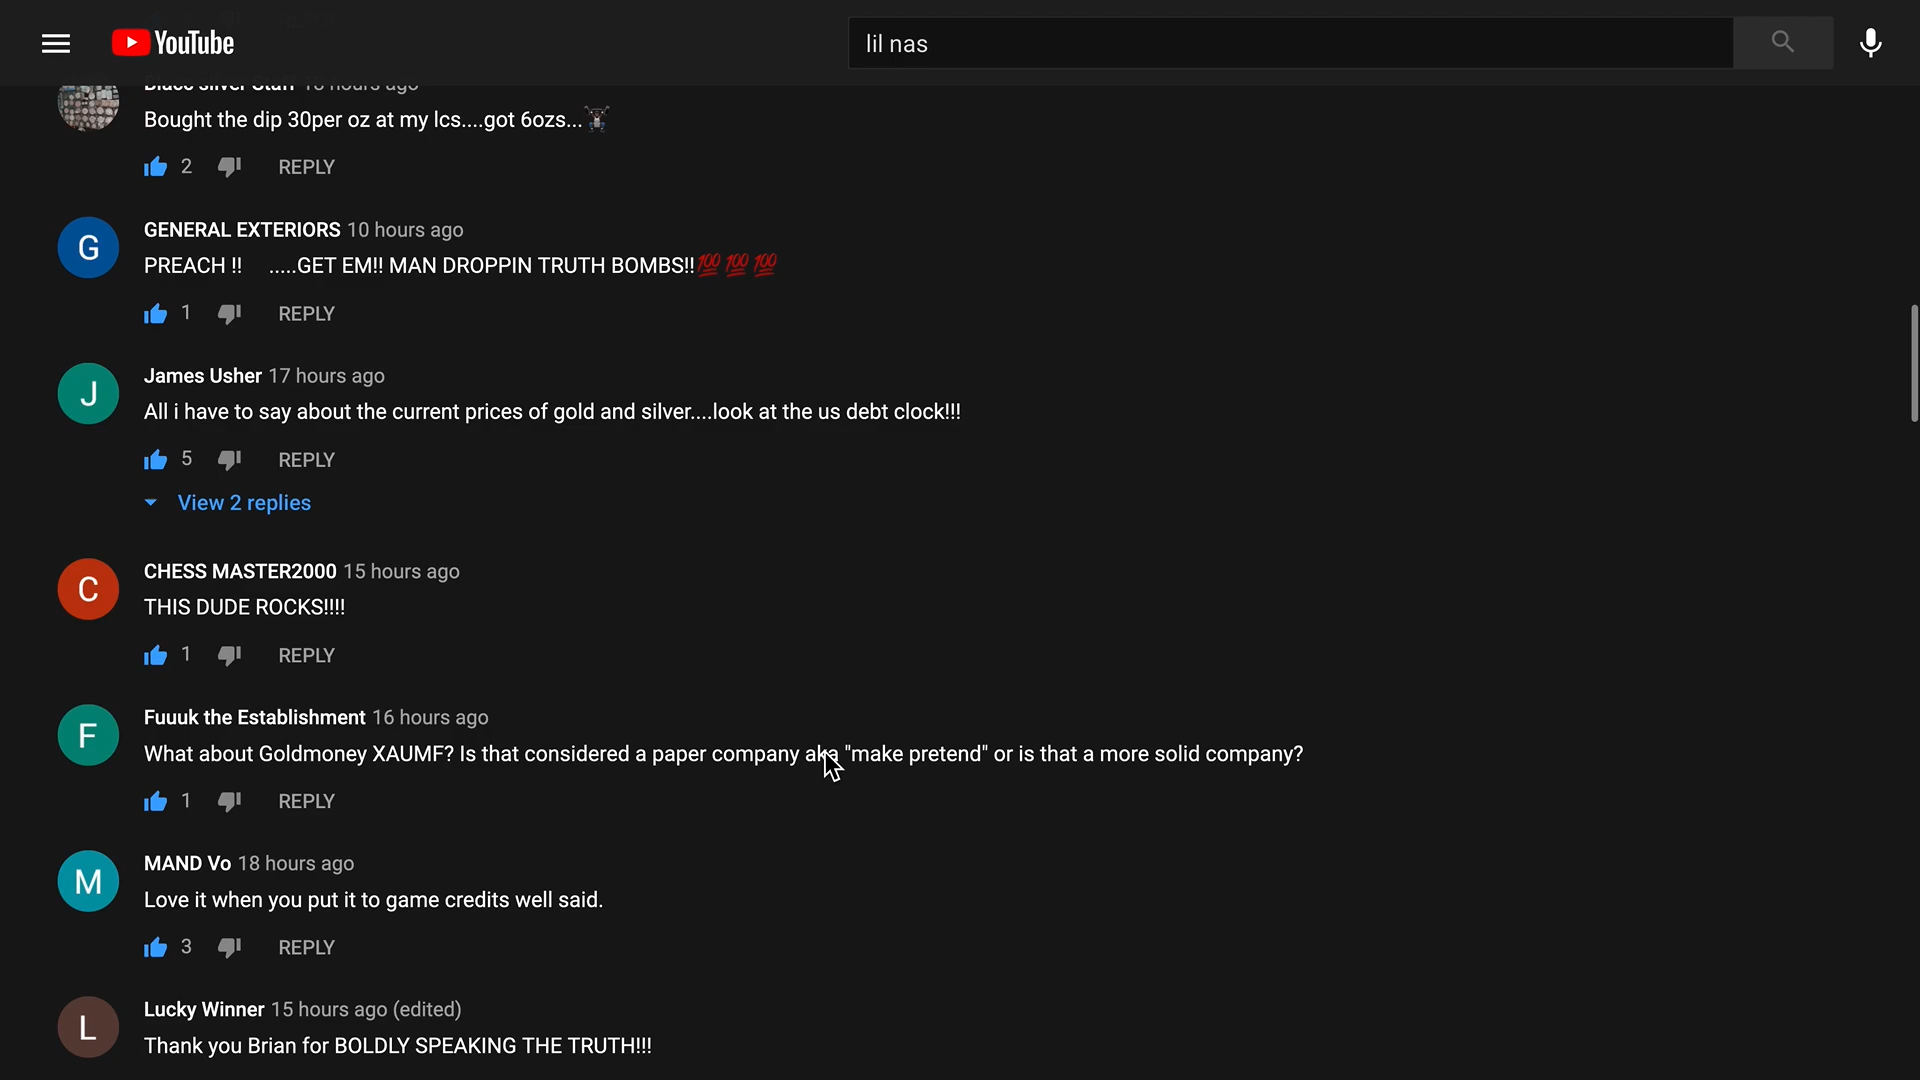 YouTube
lil nas
Bought the dip 30per oz at my lcs....got 6ozs...
2 REPLY
GENERAL EXTERIORS 10 hours ago
PREACH !! .....GET EM!! MAN DROPPIN TRUTH BOMBS!!💯💯💯
1 REPLY
James Usher 17 hours ago
All i have to say about the current prices of gold and silver....look at the us debt clock!!!
5 REPLY
View 2 replies
C
CHESS MASTER2000 15 hours ago
THIS DUDE ROCKS!!!!
1 REPLY
F
Fuuuk the Establishment 16 hours ago
What about Goldmoney XAUMF? Is that considered a paper company aka "make pretend" or is that a more solid company?
1 REPLY
M
MAND Vo 18 hours ago
Love it when you put it to game credits well said.
3 REPLY
L
Lucky Winner 15 hours ago (edited)
Thank you Brian for BOLDLY SPEAKING THE TRUTH!!!